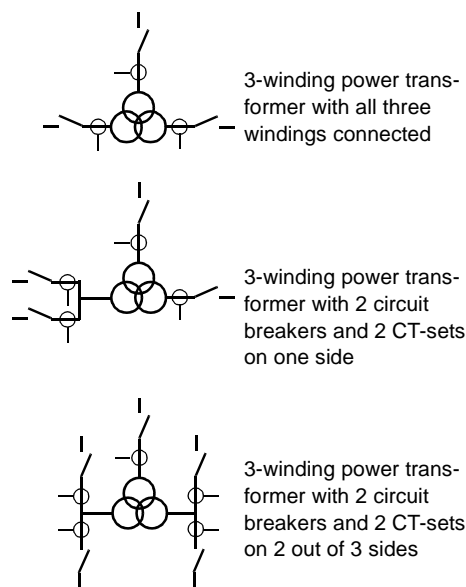 3-winding power trans-
former with all three
windings connected
3-winding power trans-
former with 2 circuit
breakers and 2 CT-sets
on one side
3-winding power trans-
former with 2 circuit
breakers and 2 CT-sets
on 2 out of 3 sides